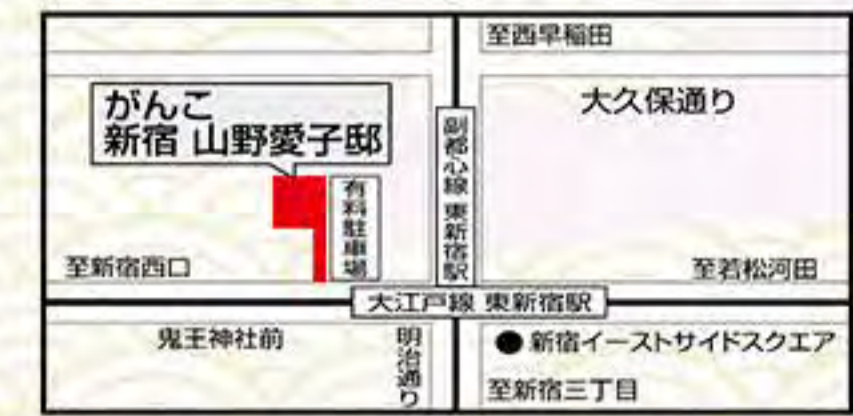 至西早稲田
大久保通り
がんこ
新宿 山野愛子邸
副都心線 東新宿駅
有料駐車場
至新宿西口
至若松河田
大江戸線 東新宿駅
鬼王神社前
明治通り
● 新宿イーストサイドスクエア
至新宿三丁目